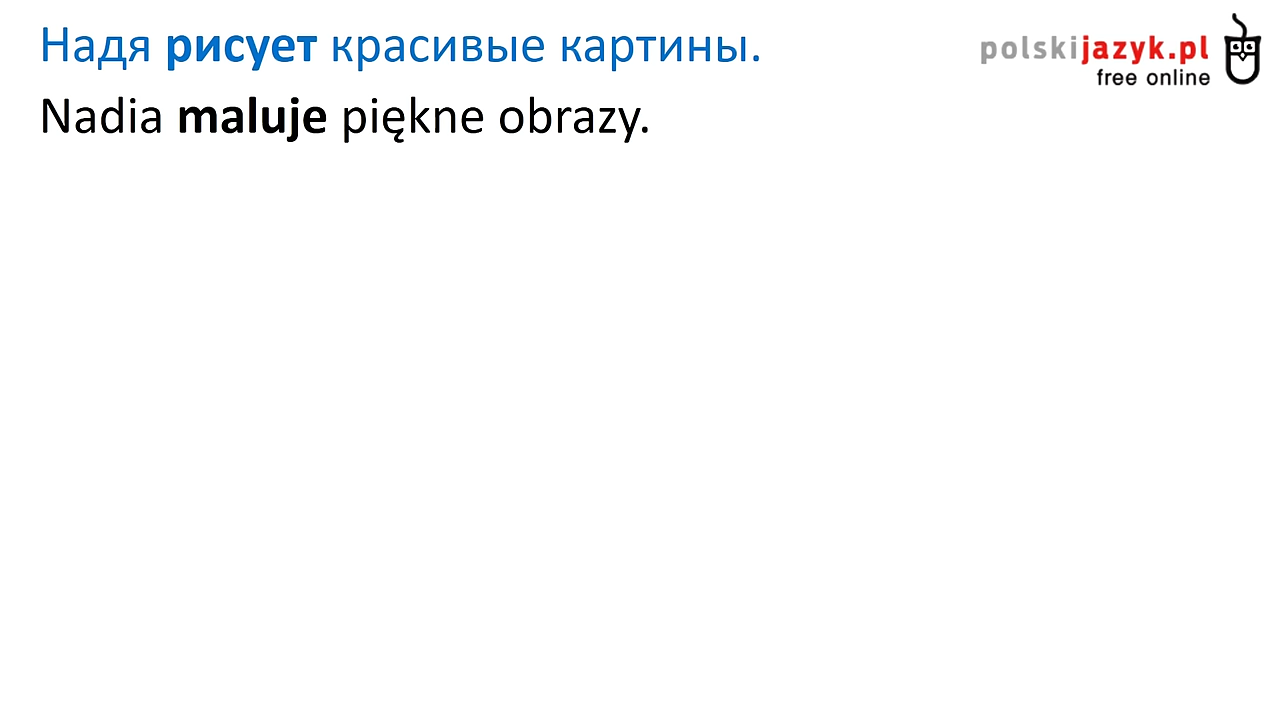 Надя рисует красивые картины.
Nadia maluje piękne obrazy.
polskijazyk.pl
free online